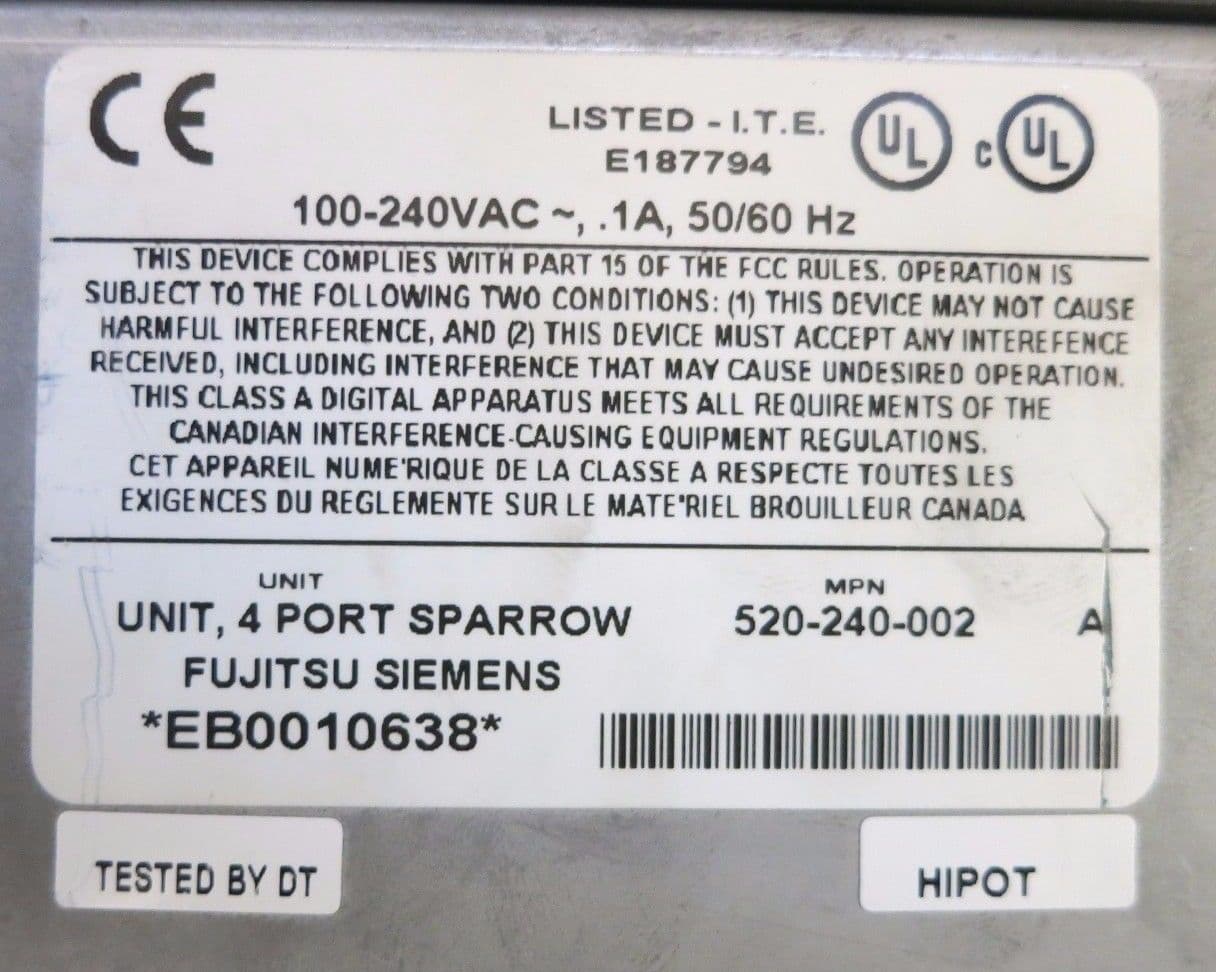 CE
LISTED - I.T.E.
E187794
UL
c UL
100-240VAC ~, .1A, 50/60 Hz
THIS DEVICE COMPLIES WITH PART 15 OF THE FCC RULES. OPERATION IS
SUBJECT TO THE FOLLOWING TWO CONDITIONS: (1) THIS DEVICE MAY NOT CAUSE
HARMFUL INTERFERENCE, AND (2) THIS DEVICE MUST ACCEPT ANY INTEREFENCE
RECEIVED, INCLUDING INTERFERENCE THAT MAY CAUSE UNDESIRED OPERATION.
THIS CLASS A DIGITAL APPARATUS MEETS ALL REQUIREMENTS OF THE
CANADIAN INTERFERENCE-CAUSING EQUIPMENT REGULATIONS.
CET APPAREIL NUME'RIQUE DE LA CLASSE A RESPECTE TOUTES LES
EXIGENCES DU REGLEMENTE SUR LE MATE'RIEL BROUILLEUR CANADA
UNIT
MPN
UNIT, 4 PORT SPARROW 520-240-002 A
FUJITSU SIEMENS
*EB0010638*
TESTED BY DT
HIPOT